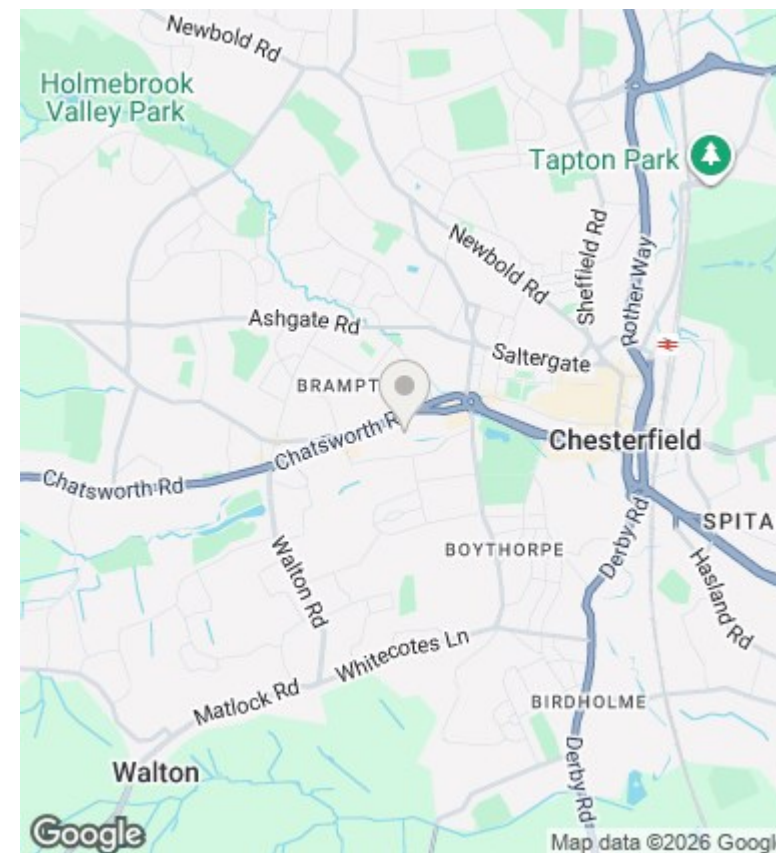 Newbold Rd
Holmebrook
Valley Park
Tapton Park
Newbold Rd
Sheffield Rd
Rother Way
Ashgate Rd
Saltergate
BRAMPT
Chatsworth R
Chesterfield
Chatsworth Rd
SPITA
Derby Rd
BOYTHORPE
Hasland Rd
Walton Rd
Whitecotes Ln
Matlock Rd
BIRDHOLME
Walton
Derby Rd
Google
Map data ©2026 Googl